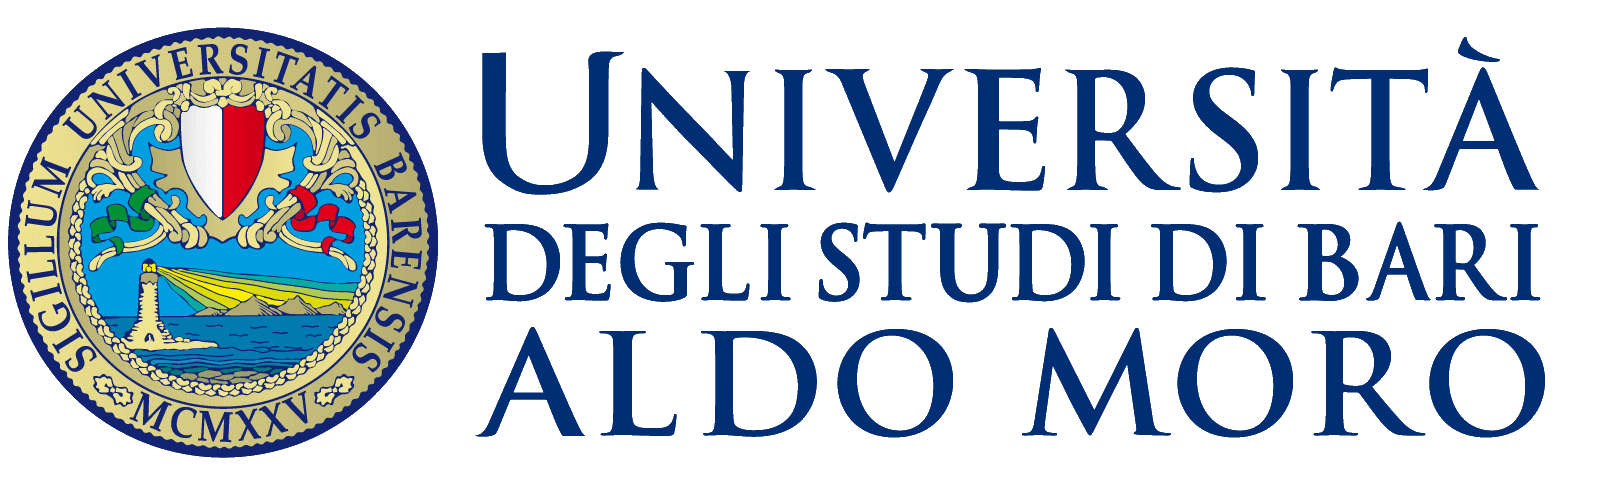 SIGILLUM UNIVERSITATIS BARENSIS
MCMXXV
UNIVERSITÀ
DEGLI STUDI DI BARI
ALDO MORO